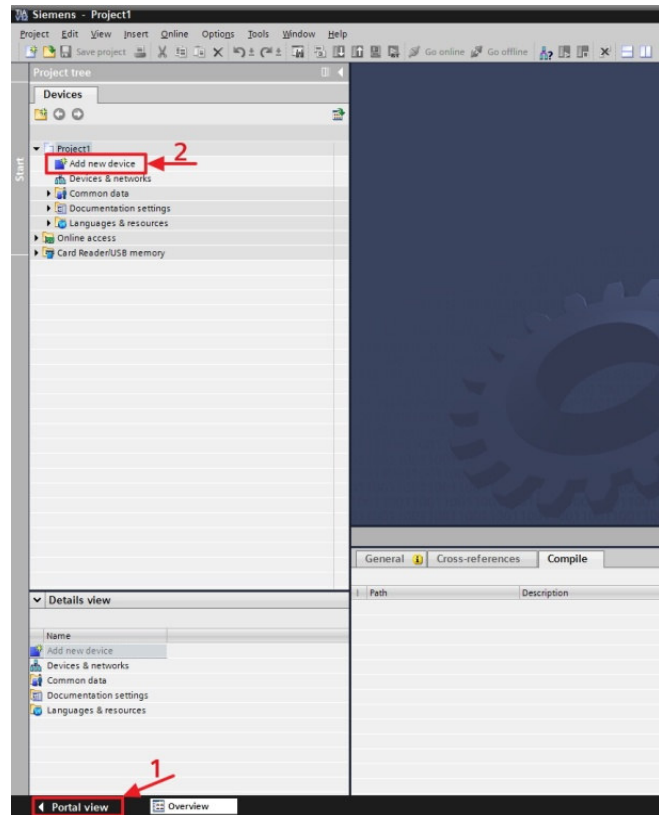 Siemens - Project1
Project Edit View Insert Online Options Tools Window Help
Save project Go online Go offline
Project tree
Devices
Start
Project1
Add new device
2
Devices & networks
Common data
Documentation settings
Languages & resources
Online access
Card Reader/USB memory
General Cross-references Compile
! Path Description
Details view
Name
Add new device
Devices & networks
Common data
Documentation settings
Languages & resources
1
Portal view Overview